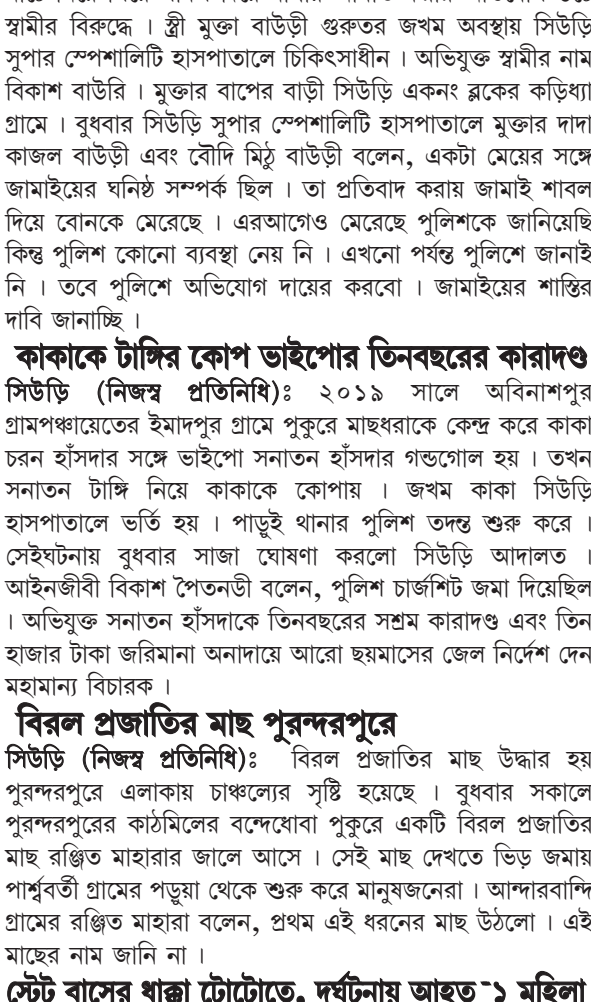 স্বামীর বিরুদ্ধে । স্ত্রী মুক্তা বাউড়ী গুরুতর জখম অবস্থায় সিউড়ি
সুপার স্পেশালিটি হাসপাতালে চিকিৎসাধীন । অভিযুক্ত স্বামীর নাম
বিকাশ বাউরি । মুক্তার বাপের বাড়ী সিউড়ি একনং ব্লকের কড়িধ্যা
গ্রামে । বুধবার সিউড়ি সুপার স্পেশালিটি হাসপাতালে মুক্তার দাদা
কাজল বাউড়ী এবং বৌদি মিঠু বাউড়ী বলেন, একটা মেয়ের সঙ্গে
জামাইয়ের ঘনিষ্ঠ সম্পর্ক ছিল । তা প্রতিবাদ করায় জামাই শাবল
দিয়ে বোনকে মেরেছে । এরআগেও মেরেছে পুলিশকে জানিয়েছি
কিন্তু পুলিশ কোনো ব্যবস্থা নেয় নি । এখনো পর্যন্ত পুলিশে জানাই
নি । তবে পুলিশে অভিযোগ দায়ের করবো । জামাইয়ের শাস্তির
দাবি জানাচ্ছি ।
কাকাকে টাঙ্গির কোপ ভাইপোর তিনবছরের কারাদণ্ড
সিউড়ি (নিজস্ব প্রতিনিধি)ঃ ২০১৯ সালে অবিনাশপুর
গ্রামপঞ্চায়েতের ইমাদপুর গ্রামে পুকুরে মাছধরাকে কেন্দ্র করে কাকা
চরন হাঁসদার সঙ্গে ভাইপো সনাতন হাঁসদার গন্ডগোল হয় । তখন
সনাতন টাঙ্গি নিয়ে কাকাকে কোপায় । জখম কাকা সিউড়ি
হাসপাতালে ভর্তি হয় । পাড়ুই থানার পুলিশ তদন্ত শুরু করে ।
সেইঘটনায় বুধবার সাজা ঘোষণা করলো সিউড়ি আদালত ।
আইনজীবী বিকাশ পৈতনডী বলেন, পুলিশ চার্জশিট জমা দিয়েছিল
। অভিযুক্ত সনাতন হাঁসদাকে তিনবছরের সশ্রম কারাদণ্ড এবং তিন
হাজার টাকা জরিমানা অনাদায়ে আরো ছয়মাসের জেল নির্দেশ দেন
মহামান্য বিচারক ।
বিরল প্রজাতির মাছ পুরন্দরপুরে
সিউড়ি (নিজস্ব প্রতিনিধি)ঃ বিরল প্রজাতির মাছ উদ্ধার হয়
পুরন্দরপুরে এলাকায় চাঞ্চল্যের সৃষ্টি হয়েছে । বুধবার সকালে
পুরন্দরপুরের কাঠমিলের বন্দেধোবা পুকুরে একটি বিরল প্রজাতির
মাছ রঞ্জিত মাহারার জালে আসে । সেই মাছ দেখতে ভিড় জমায়
পার্শ্ববর্তী গ্রামের পড়ুয়া থেকে শুরু করে মানুষজনেরা । আন্দারবান্দি
গ্রামের রঞ্জিত মাহারা বলেন, প্রথম এই ধরনের মাছ উঠলো । এই
মাছের নাম জানি না ।
স্টেট বাসের ধাক্কা টোটোতে, দুর্ঘটনায় আহত ১ মহিলা